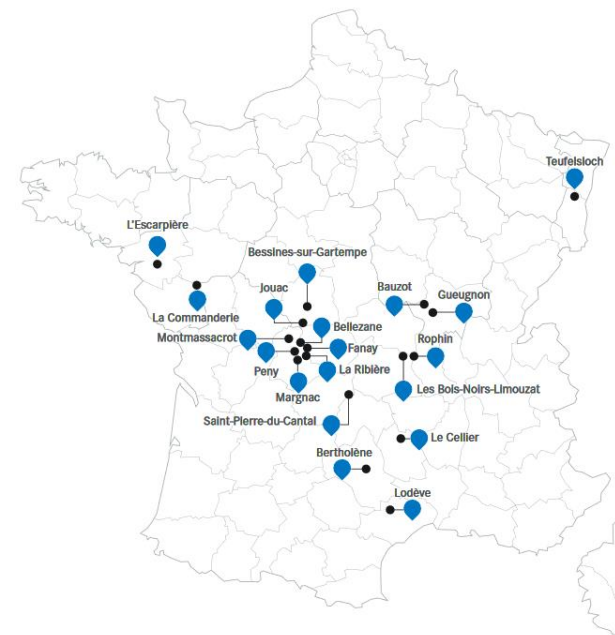 Teufelsloch
L'Escarpière
Bessines-sur-Gartempe
Jouac
Bauzot
Gueugnon
La Commanderie
Bellezane
Montmassacrot
Fanay
Rophin
Peny
La Ribière
Margnac
Les Bois-Noirs-Limouzat
Saint-Pierre-du-Cantal
Le Cellier
Bertholène
Lodève